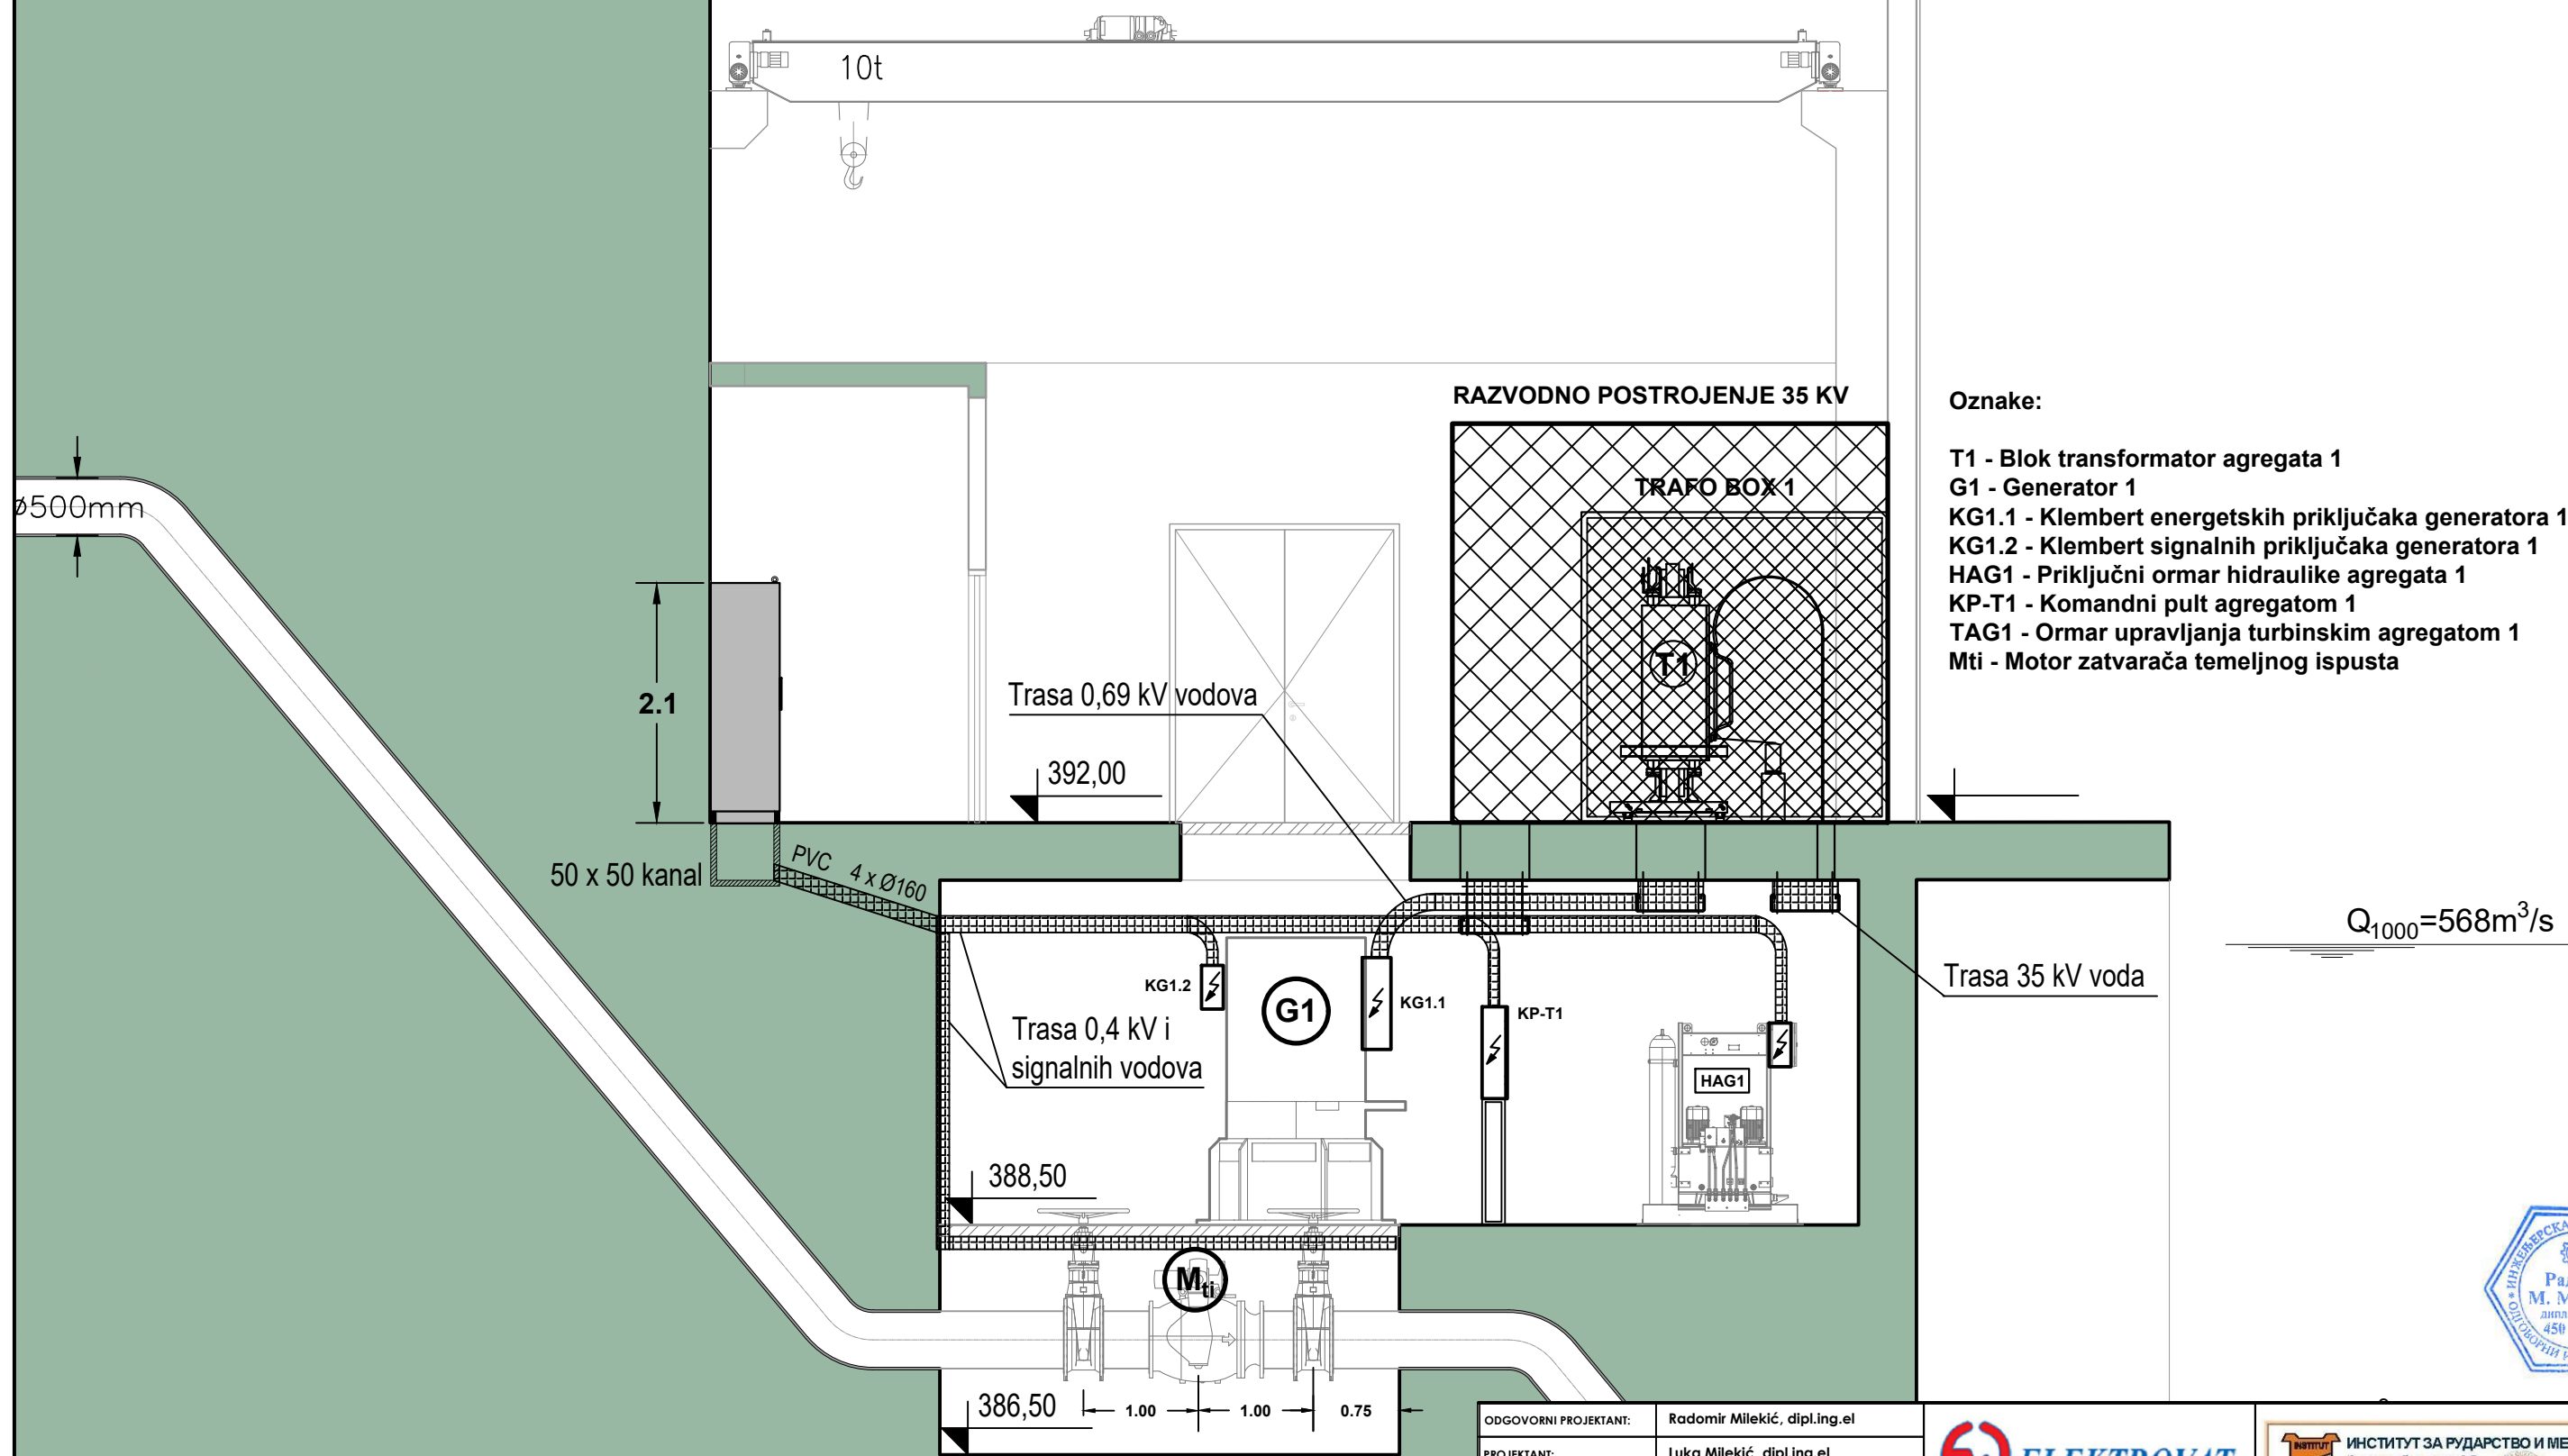 10t
RAZVODNO POSTROJENJE 35 KV
TRAFO BOX 1
T1
Oznake:
T1 - Blok transformator agregata 1
G1 - Generator 1
KG1.1 - Klembert energetskih priključaka generatora 1
KG1.2 - Klembert signalnih priključaka generatora 1
HAG1 - Priključni ormar hidraulike agregata 1
KP-T1 - Komandni pult agregatom 1
TAG1 - Ormar upravljanja turbinskim agregatom 1
Mti - Motor zatvarača temeljnog ispusta
ø500mm
2.1
Trasa 0,69 kV vodova
392,00
50 x 50 kanal
PVC 4 x Ø160
Q1000=568m³/s
Trasa 35 kV voda
KG1.2
G1
KG1.1
KP-T1
Trasa 0,4 kV i
signalnih vodova
HAG1
388,50
Mti
386,50
1.00
1.00
0.75
ODGOVORNI PROJEKTANT:
Radomir Milekić, dipl.ing.el
PROJEKTANT:
Luka Milekić, dipl.ing.el
ELEKTROVAT
INSTITUT
ИНСТИТУТ ЗА РУДАРСТВО И МЕ
450